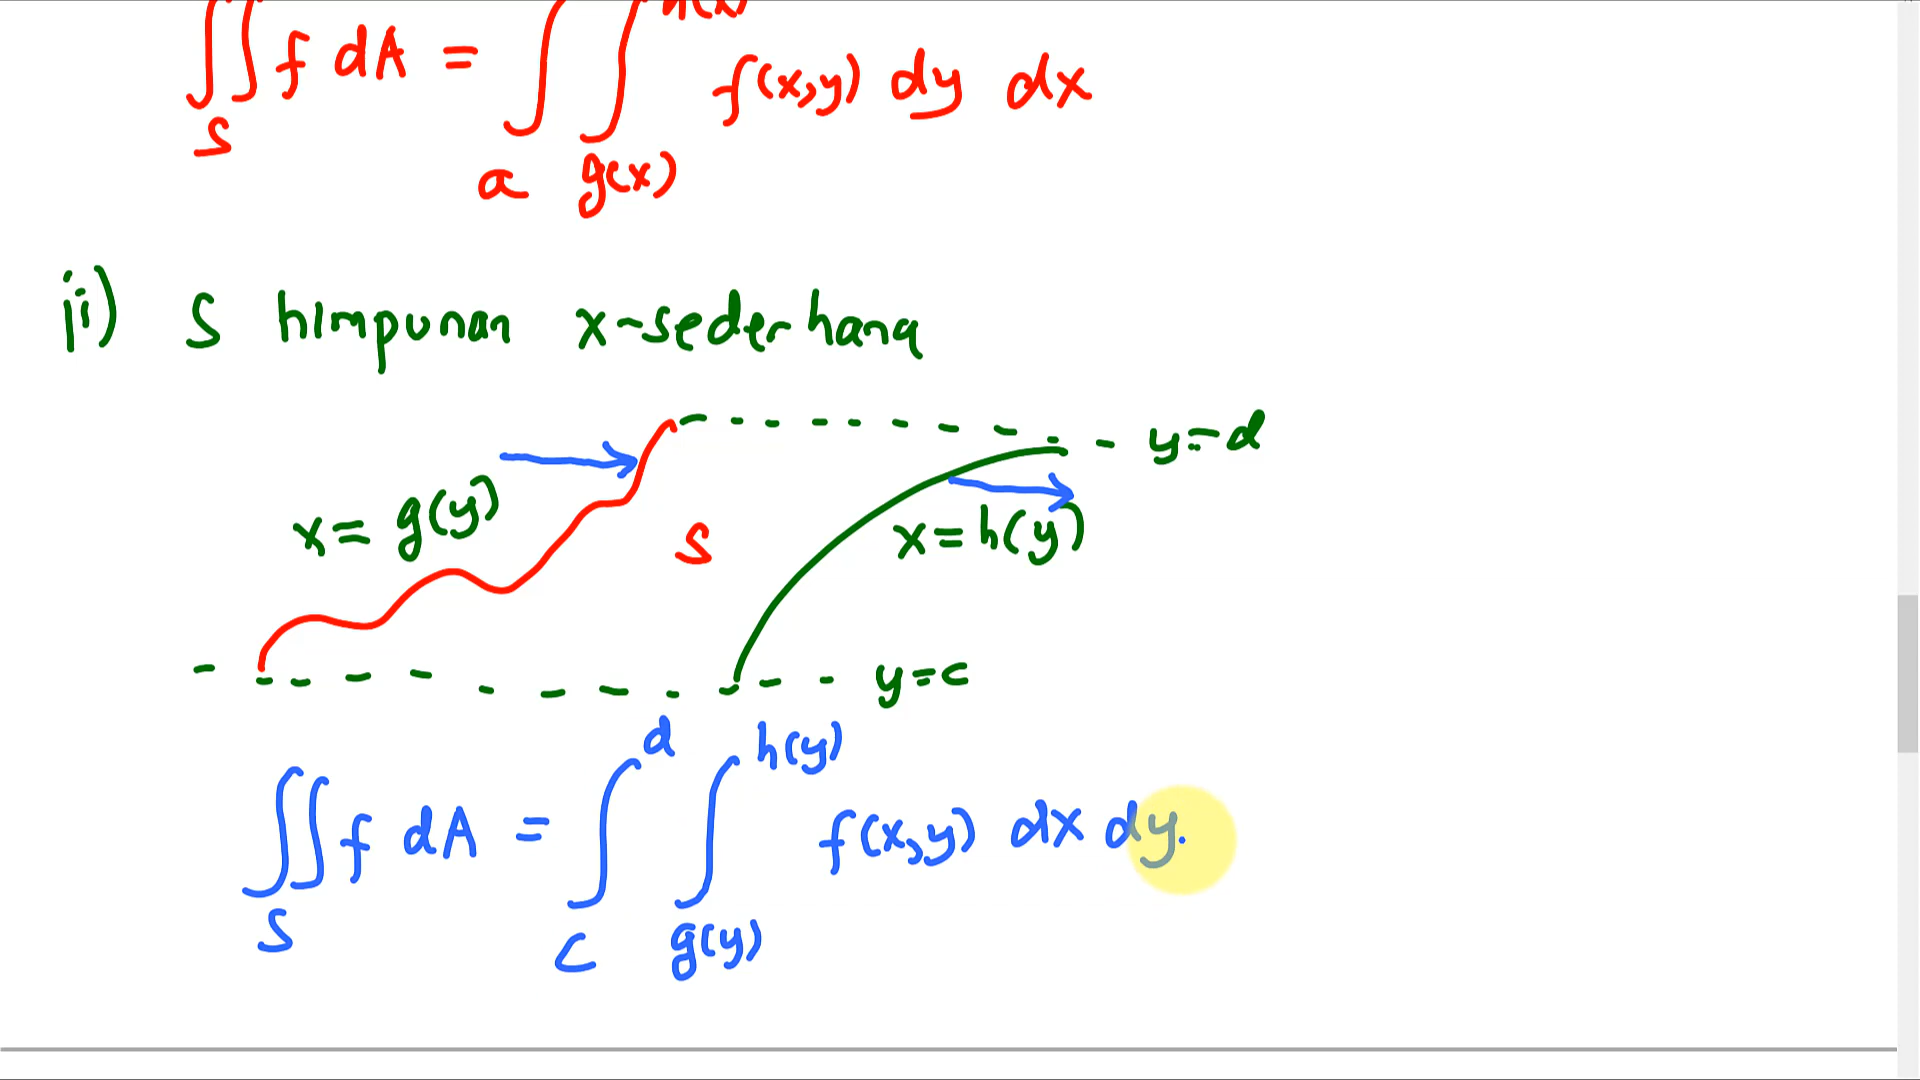 ∫∫_S f dA = ∫_a ∫_{g(x)}^{h(x)} f(x,y) dy dx
ii) S himpunan x-sederhana
y=d
x= g(y)
S
x=h(y)
y=c
∫∫_S f dA = ∫_c^d ∫_{g(y)}^{h(y)} f(x,y) dx dy.